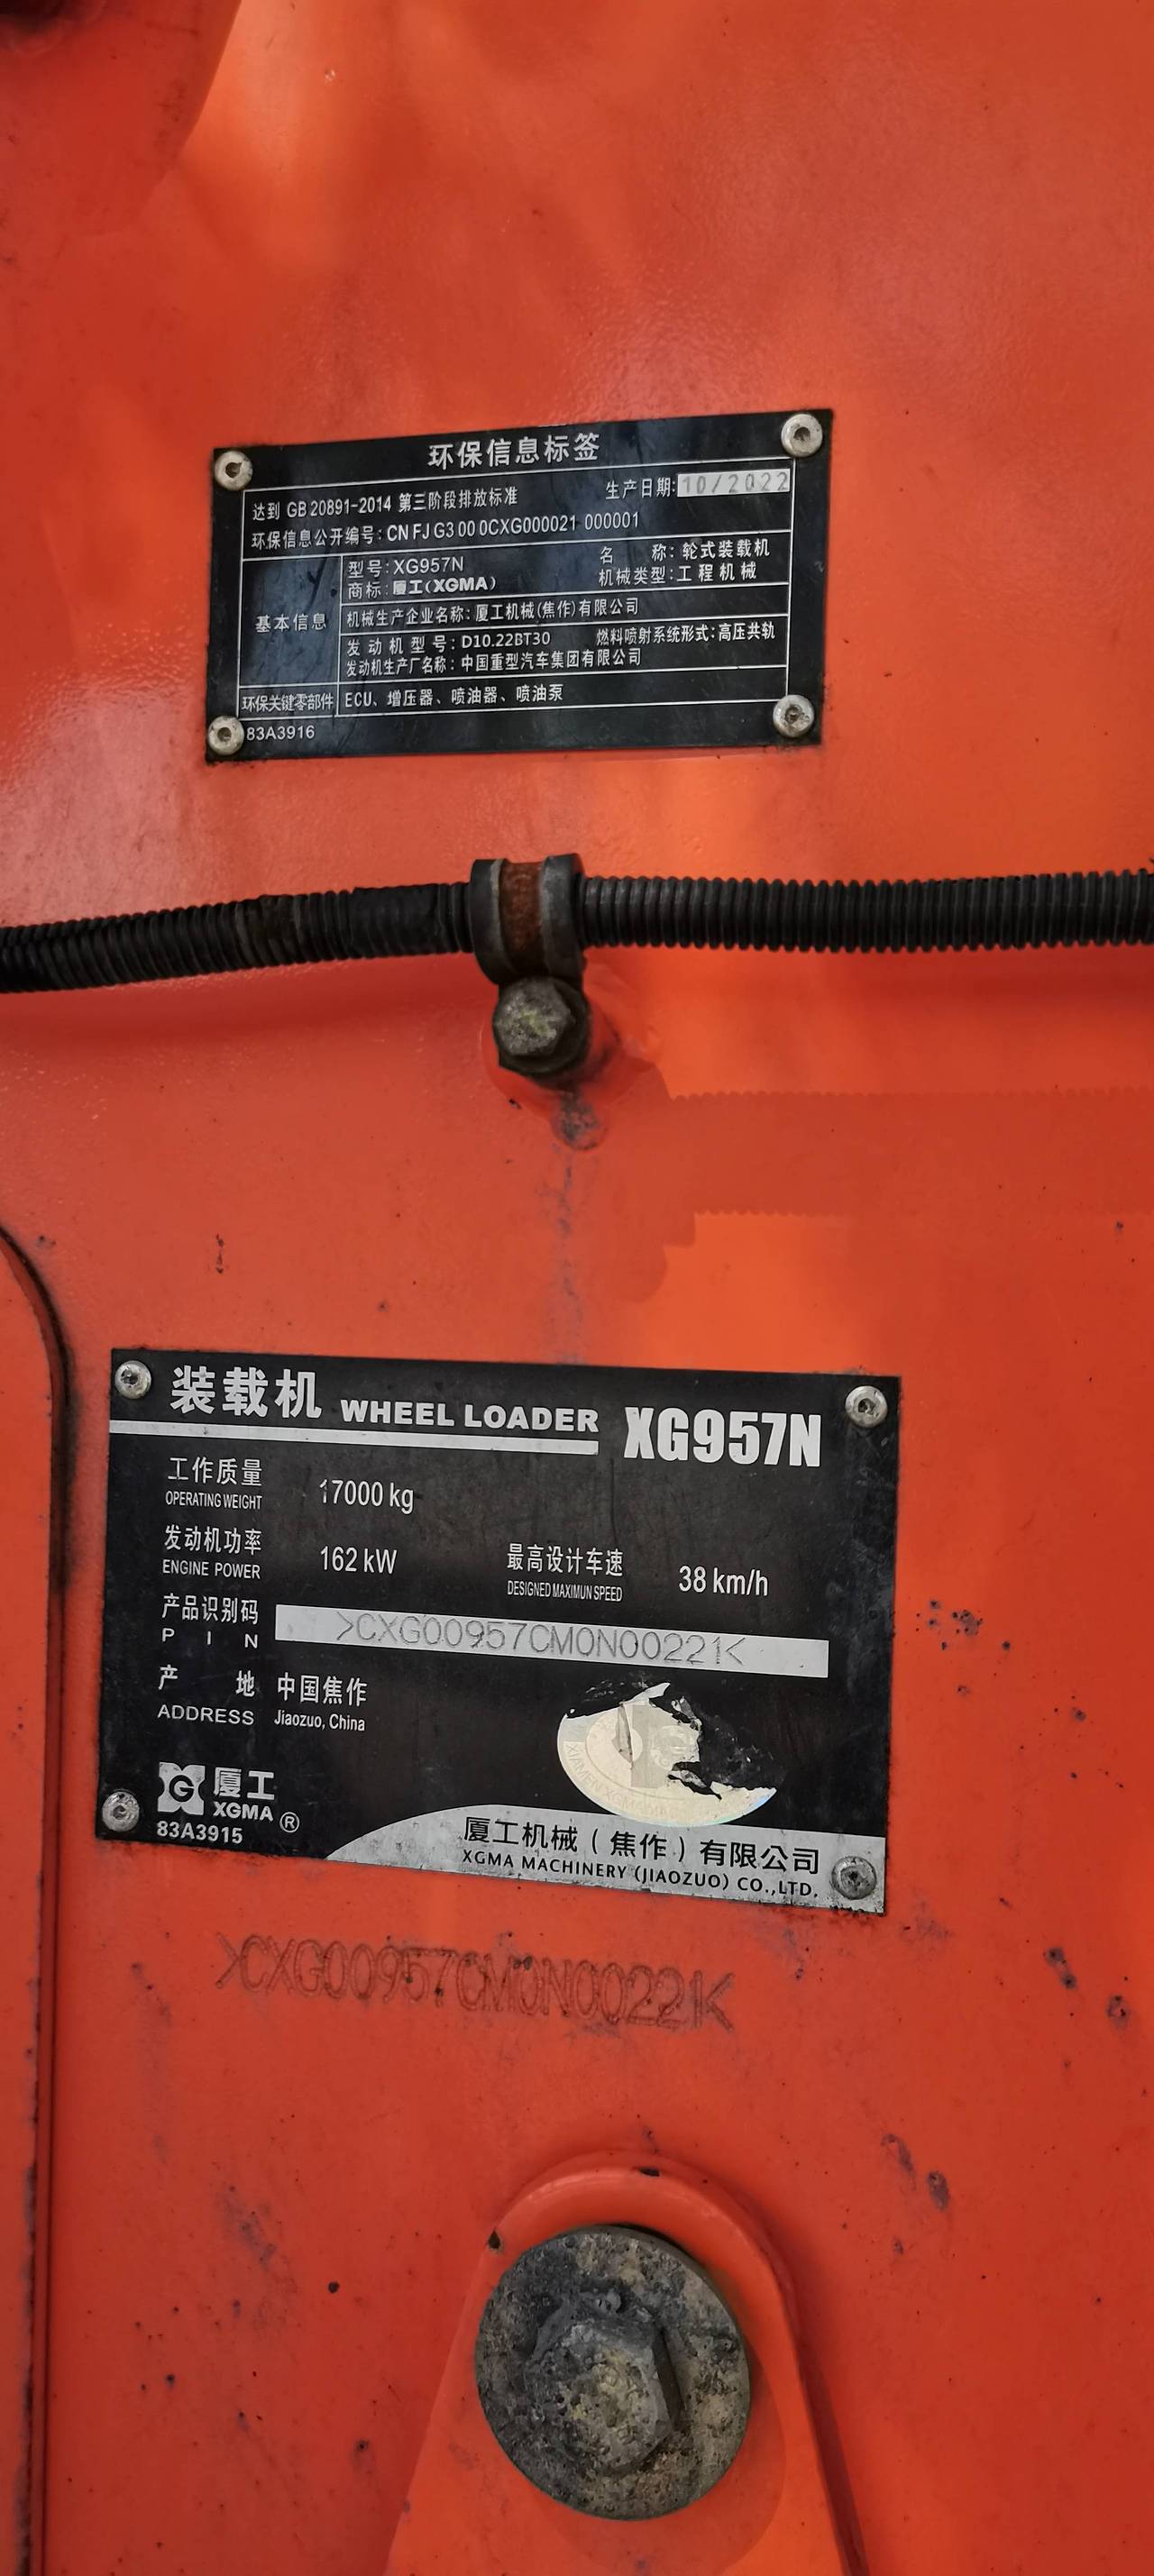 环保信息标签
达到 GB 20891-2014 第三阶段排放标准 生产日期: 10/2022
环保信息公开编号: CN FJ G3 00 0CXG000021 000001
基本信息
型号: XG957N 名 称: 轮式装载机
商标: 厦工(XGMA) 机械类型: 工程机械
机械生产企业名称: 厦工机械(焦作)有限公司
发动机型号: D10.22BT30 燃料喷射系统形式: 高压共轨
发动机生产厂名称: 中国重型汽车集团有限公司
环保关键零部件 ECU、增压器、喷油器、喷油泵
83A3916
装载机 WHEEL LOADER XG957N
工作质量 17000 kg
OPERATING WEIGHT
发动机功率 162 kW 最高设计车速 38 km/h
ENGINE POWER DESIGNED MAXIMUN SPEED
产品识别码 >CXG00957CM0N00221<
P I N
产 地 中国焦作
ADDRESS Jiaozuo, China
XIAMEN XGMA
G 厦工
XGMA ®
83A3915
厦工机械(焦作)有限公司
XGMA MACHINERY (JIAOZUO) CO.,LTD.
>CXG00957CM0N00221<